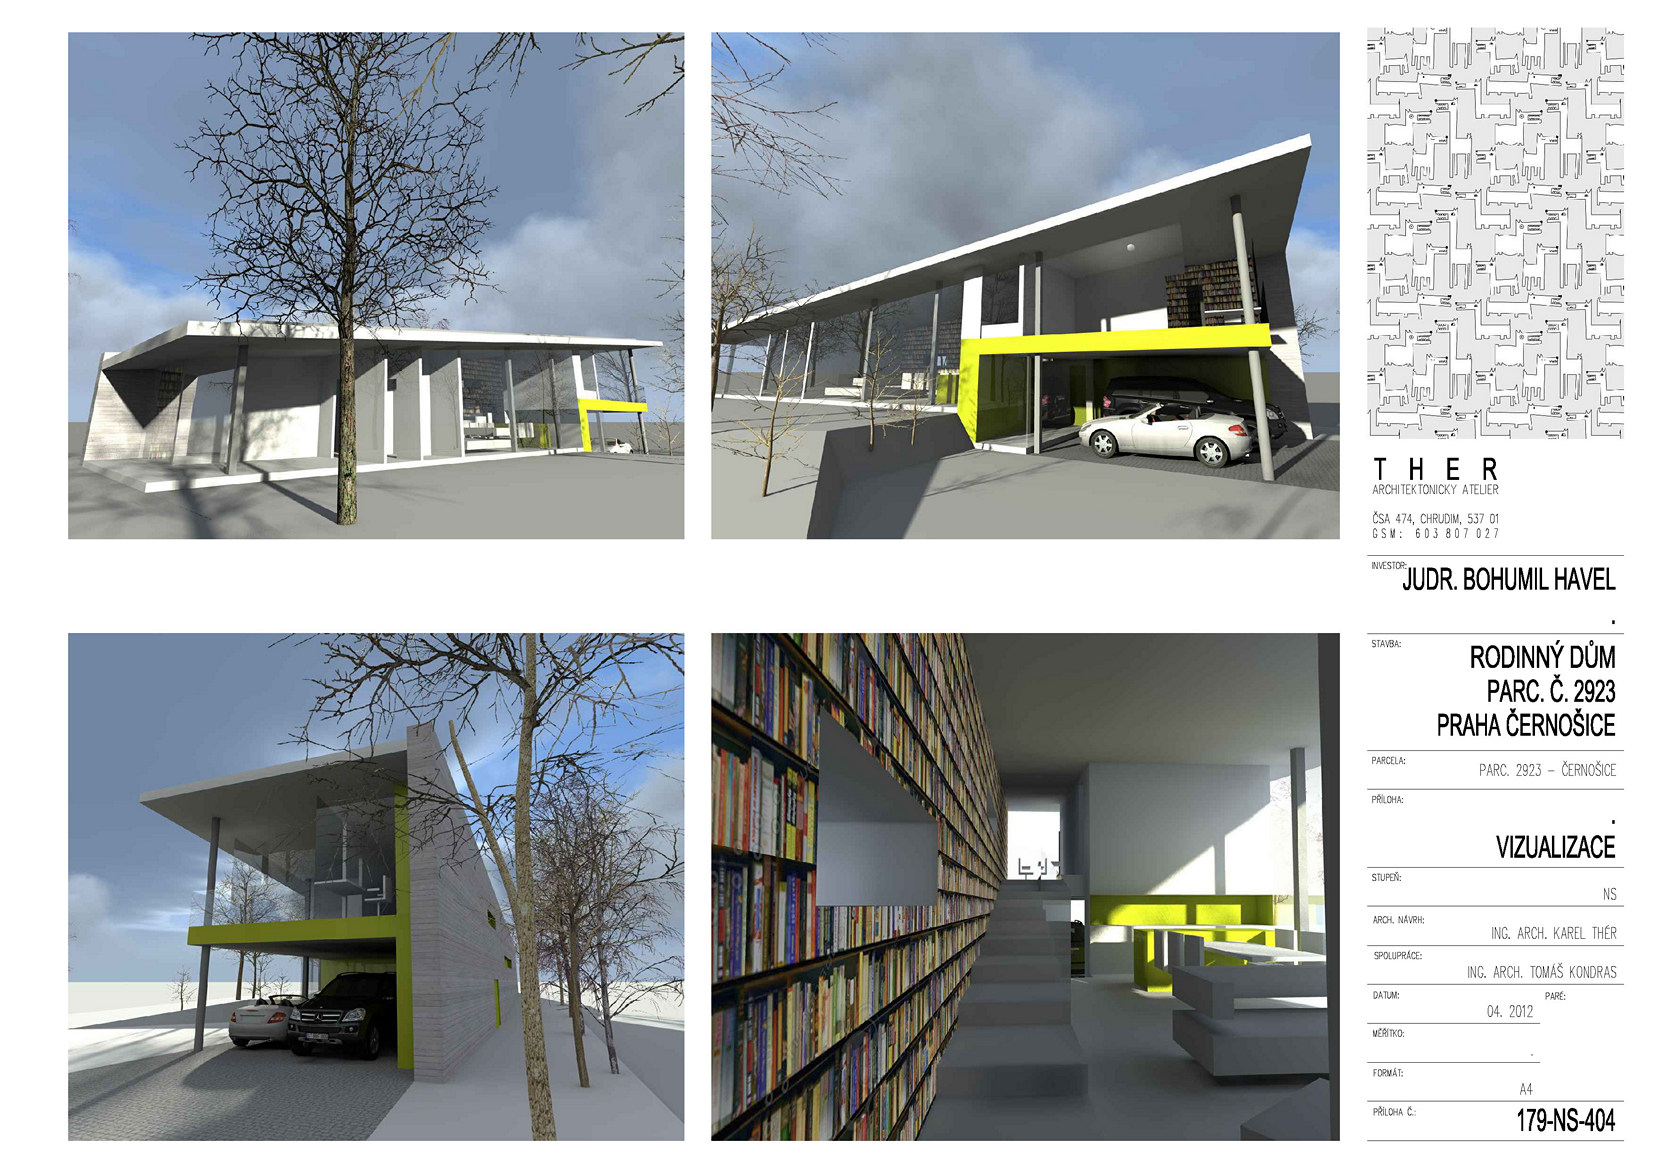 THER
ARCHITEKTONICKY ATELIER
ČSA 474, CHRUDIM, 537 01
GSM: 603 807 027
INVESTOR:
JUDR. BOHUMIL HAVEL
.
STAVBA:
RODINNÝ DŮM
PARC. Č. 2923
PRAHA ČERNOŠICE
PARCELA:
PARC. 2923 – ČERNOŠICE
PŘÍLOHA:
.
VIZUALIZACE
STUPEŇ:
NS
ARCH. NÁVRH:
ING. ARCH. KAREL THÉR
SPOLUPRÁCE:
ING. ARCH. TOMÁŠ KONDRAS
DATUM:
04. 2012
PARÉ:
MĚŘÍTKO:
.
FORMÁT:
A4
PŘÍLOHA Č.:
179-NS-404